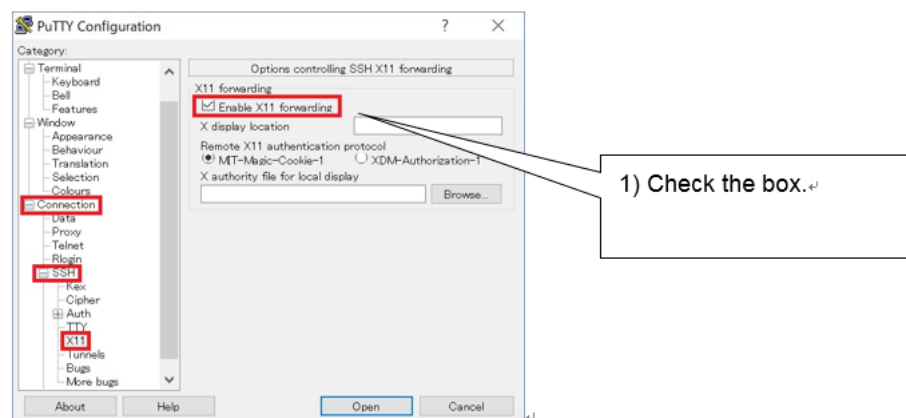 PuTTY Configuration
?
×
Category:
Terminal
Keyboard
Bell
Features
Window
Appearance
Behaviour
Translation
Selection
Colours
Connection
Data
Proxy
Telnet
Rlogin
SSH
Kex
Cipher
Auth
TTY
X11
Tunnels
Bugs
More bugs
Options controlling SSH X11 forwarding
X11 forwarding
Enable X11 forwarding
X display location
Remote X11 authentication protocol
MIT-Magic-Cookie-1 XDM-Authorization-1
X authority file for local display
Browse...
1) Check the box.↵
About Help Open Cancel